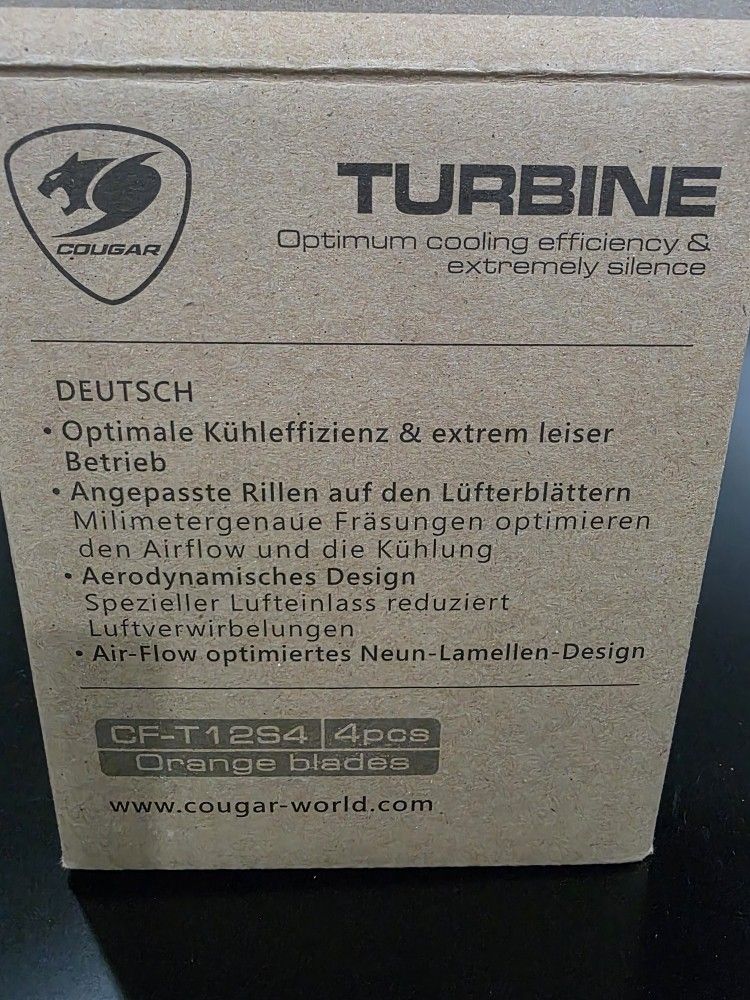 COUGAR
TURBINE
Optimum cooling efficiency &
extremely silence
DEUTSCH
• Optimale Kühleffizienz & extrem leiser
Betrieb
• Angepasste Rillen auf den Lüfterblättern
Milimetergenaue Fräsungen optimieren
den Airflow und die Kühlung
• Aerodynamisches Design
Spezieller Lufteinlass reduziert
Luftverwirbelungen
• Air-Flow optimiertes Neun-Lamellen-Design
CF-T12S4 4pcs
Orange blades
www.cougar-world.com